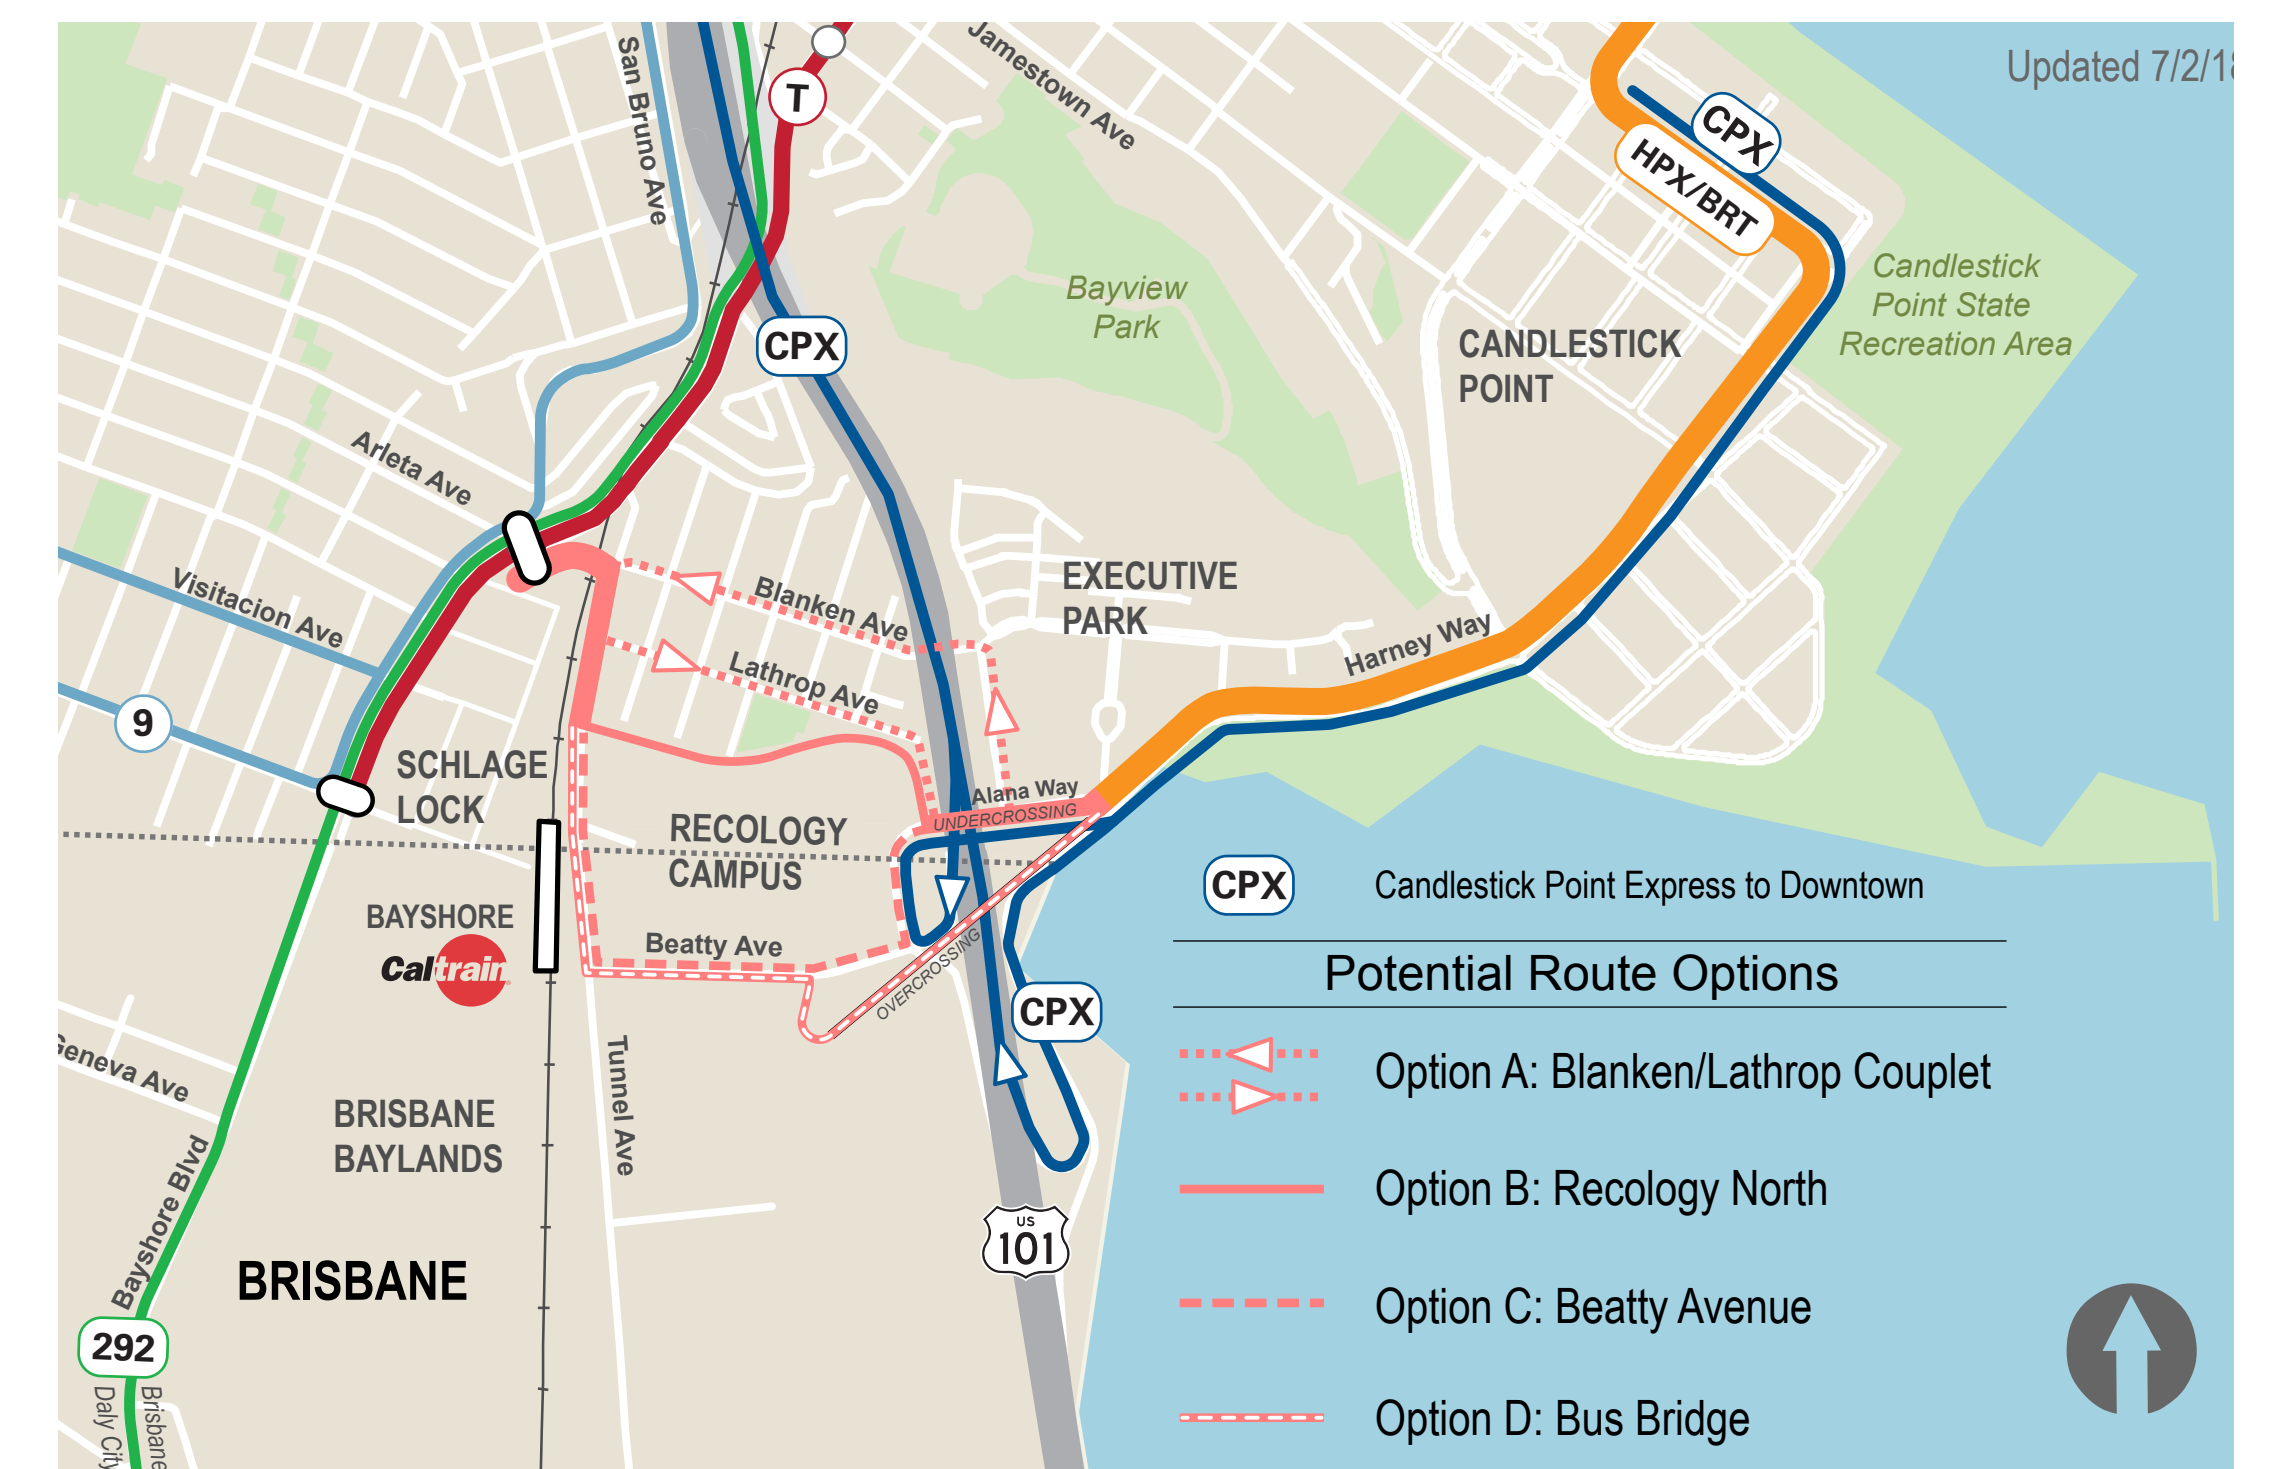 Updated 7/2/18
San Bruno Ave
T
Jamestown Ave
CPX
HPX/BRT
Bayview
Park
Candlestick
Point State
Recreation Area
CPX
CANDLESTICK
POINT
Arleta Ave
Visitacion Ave
Blanken Ave
EXECUTIVE
PARK
Harney Way
Lathrop Ave
9
SCHLAGE
LOCK
Alana Way
UNDERCROSSING
RECOLOGY
CAMPUS
BAYSHORE
Caltrain
Beatty Ave
OVERCROSSING
CPX
Geneva Ave
Tunnel Ave
BRISBANE
BAYLANDS
Bayshore Blvd
US
101
BRISBANE
292
Daly City
Brisbane
CPX
Candlestick Point Express to Downtown
Potential Route Options
Option A: Blanken/Lathrop Couplet
Option B: Recology North
Option C: Beatty Avenue
Option D: Bus Bridge